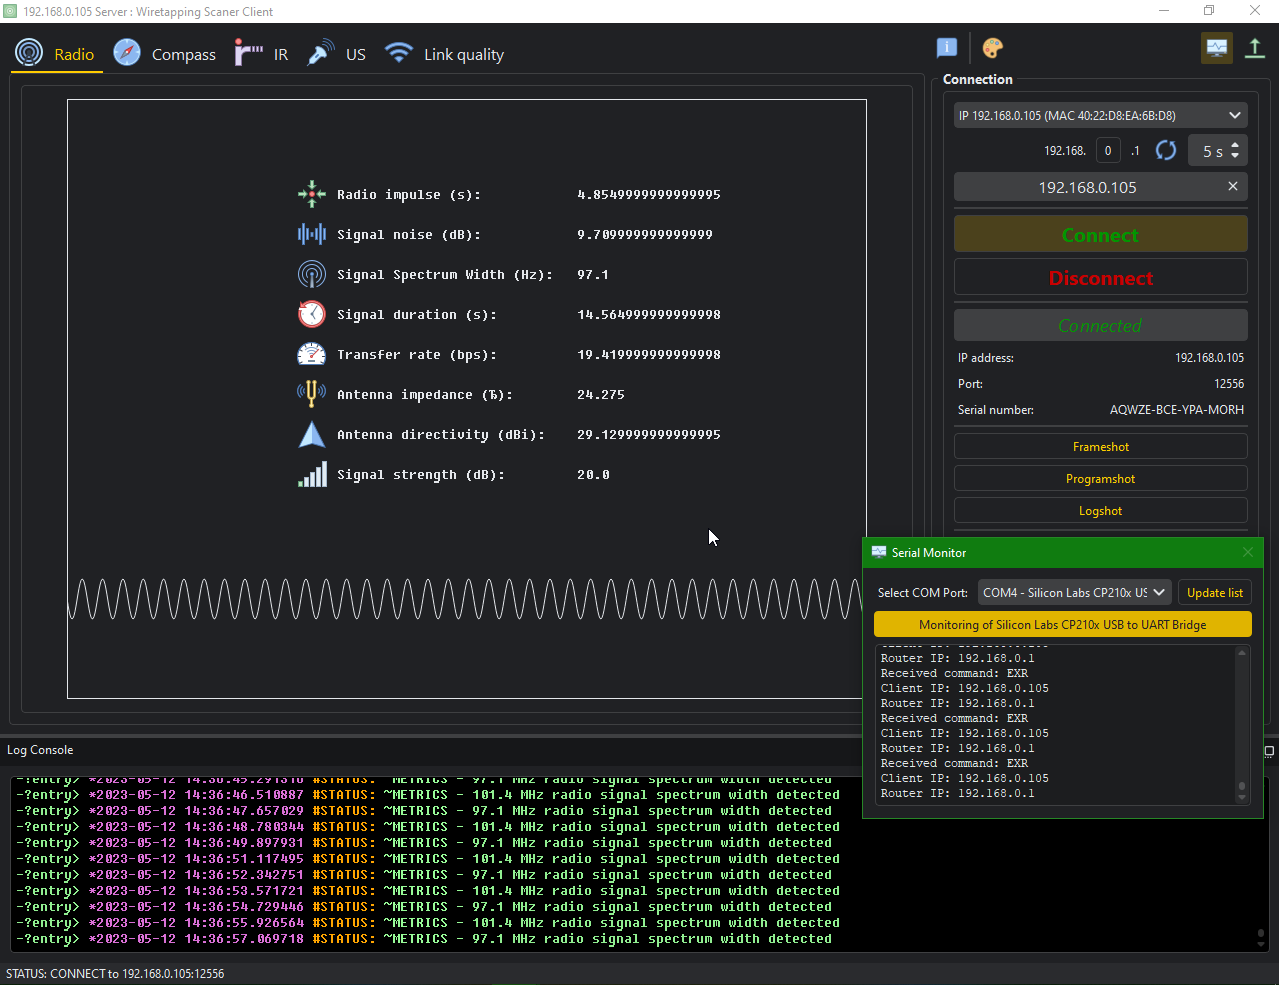 192.168.0.105 Server : Wiretapping Scaner Client
Radio
Compass
IR
US
Link quality
Connection
IP 192.168.0.105 (MAC 40:22:D8:EA:6B:D8)
192.168. 0 .1 5 s
192.168.0.105
Connect
Disconnect
Connected
IP address: 192.168.0.105
Port: 12556
Serial number: AQWZE-BCE-YPA-MORH
Frameshot
Programshot
Logshot
Radio impulse (s): 4.8549999999999995
Signal noise (dB): 9.709999999999999
Signal Spectrum Width (Hz): 97.1
Signal duration (s): 14.564999999999998
Transfer rate (bps): 19.419999999999998
Antenna impedance (Ъ): 24.275
Antenna directivity (dBi): 29.129999999999995
Signal strength (dB): 20.0
Serial Monitor
Select COM Port: COM4 - Silicon Labs CP210x US Update list
Monitoring of Silicon Labs CP210x USB to UART Bridge
Client IP: 192.168.0.105
Router IP: 192.168.0.1
Received command: EXR
Client IP: 192.168.0.105
Router IP: 192.168.0.1
Received command: EXR
Client IP: 192.168.0.105
Router IP: 192.168.0.1
Received command: EXR
Client IP: 192.168.0.105
Router IP: 192.168.0.1
Log Console
-?entry> *2023-05-12 14:36:45.291310 #STATUS: ~METRICS - 97.1 MHz radio signal spectrum width detected
-?entry> *2023-05-12 14:36:46.510887 #STATUS: ~METRICS - 101.4 MHz radio signal spectrum width detected
-?entry> *2023-05-12 14:36:47.657029 #STATUS: ~METRICS - 97.1 MHz radio signal spectrum width detected
-?entry> *2023-05-12 14:36:48.780344 #STATUS: ~METRICS - 101.4 MHz radio signal spectrum width detected
-?entry> *2023-05-12 14:36:49.897931 #STATUS: ~METRICS - 97.1 MHz radio signal spectrum width detected
-?entry> *2023-05-12 14:36:51.117495 #STATUS: ~METRICS - 101.4 MHz radio signal spectrum width detected
-?entry> *2023-05-12 14:36:52.342751 #STATUS: ~METRICS - 97.1 MHz radio signal spectrum width detected
-?entry> *2023-05-12 14:36:53.571721 #STATUS: ~METRICS - 101.4 MHz radio signal spectrum width detected
-?entry> *2023-05-12 14:36:54.729446 #STATUS: ~METRICS - 97.1 MHz radio signal spectrum width detected
-?entry> *2023-05-12 14:36:55.926564 #STATUS: ~METRICS - 101.4 MHz radio signal spectrum width detected
-?entry> *2023-05-12 14:36:57.069718 #STATUS: ~METRICS - 97.1 MHz radio signal spectrum width detected
STATUS: CONNECT to 192.168.0.105:12556